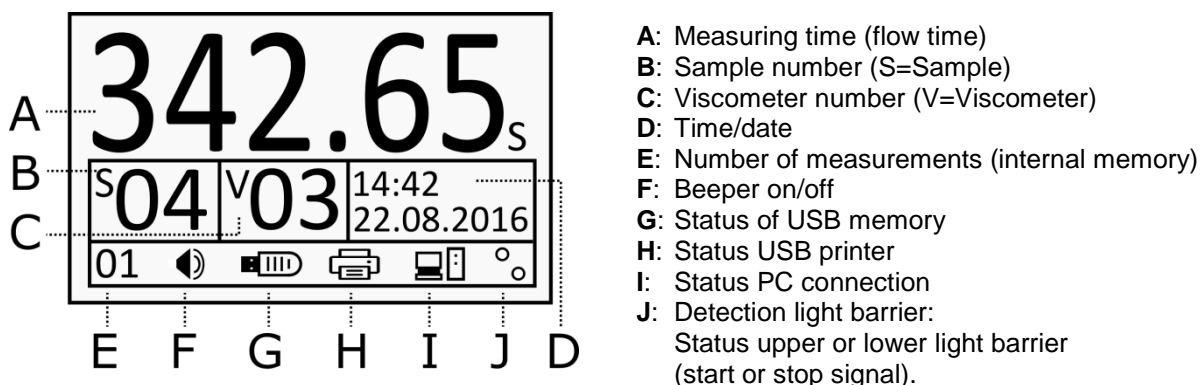 342.65s
A
B
C
S04 V03 14:42
22.08.2016
01
E F G H I J D
A: Measuring time (flow time)
B: Sample number (S=Sample)
C: Viscometer number (V=Viscometer)
D: Time/date
E: Number of measurements (internal memory)
F: Beeper on/off
G: Status of USB memory
H: Status USB printer
I: Status PC connection
J: Detection light barrier:
Status upper or lower light barrier
(start or stop signal).